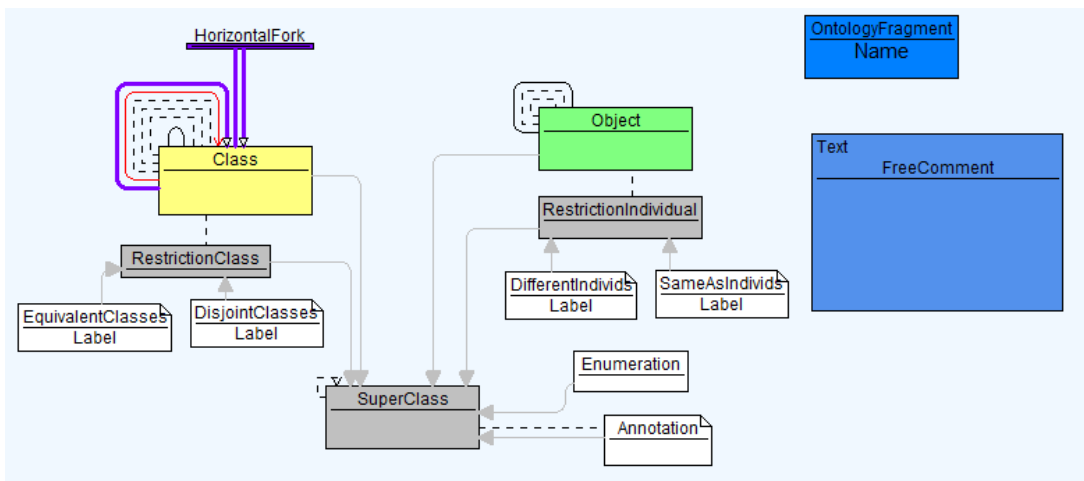 HorizontalFork
OntologyFragment
Name
Class
Object
Text
FreeComment
RestrictionClass
RestrictionIndividual
EquivalentClasses
Label
DisjointClasses
Label
DifferentIndivids
Label
SameAsIndivids
Label
SuperClass
Enumeration
Annotation